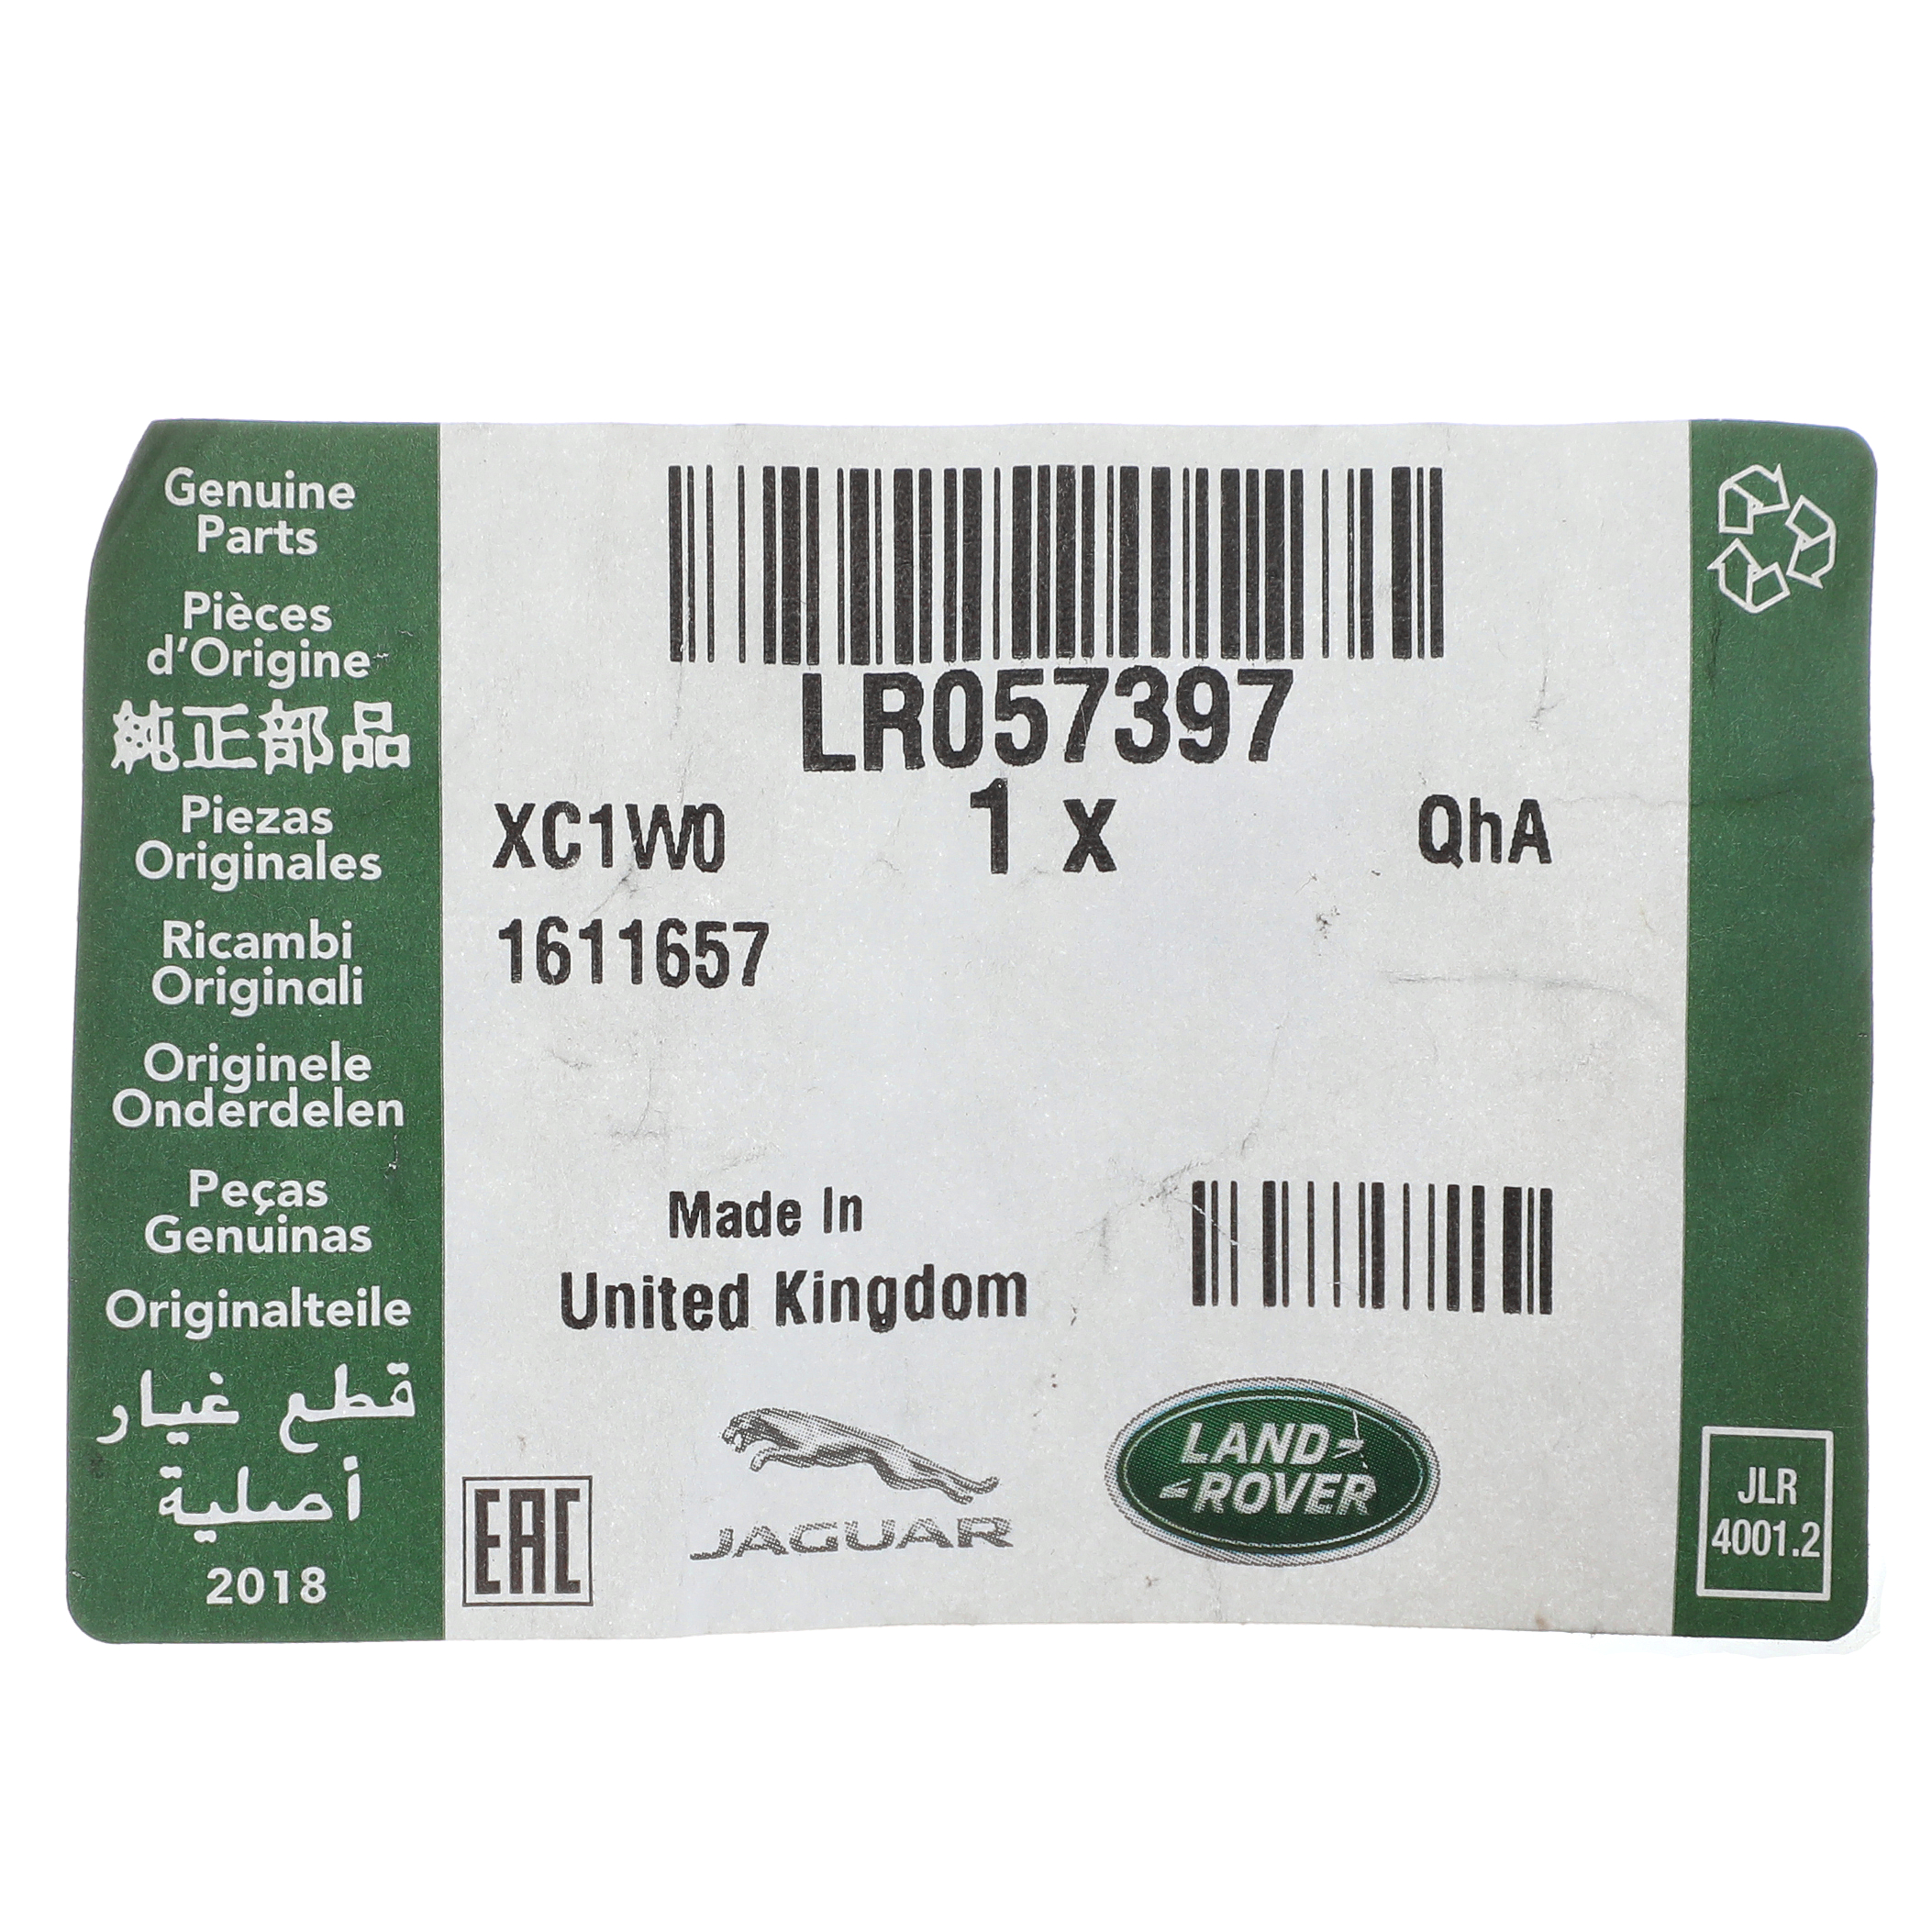 Genuine
Parts
Pièces
d'Origine
純正部品
Piezas
Originales
Ricambi
Originali
Originele
Onderdelen
Peças
Genuinas
Originalteile
قطع غيار
أصلية
2018
LR057397
XC1W0 1 x QhA
1611657
Made In
United Kingdom
EAC
JAGUAR
LAND
ROVER
JLR
4001.2